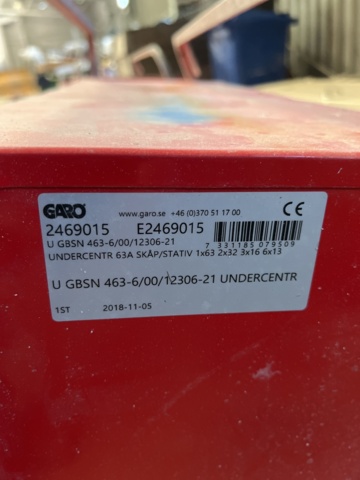 GARO www.garo.se +46 (0)370 51 17 00 CE
2469015 E2469015
U GBSN 463-6/00/12306-21 7 331185 079509
UNDERCENTR 63A SKÅP/STATIV 1x63 2x32 3x16 6x13
U GBSN 463-6/00/12306-21 UNDERCENTR
1ST 2018-11-05